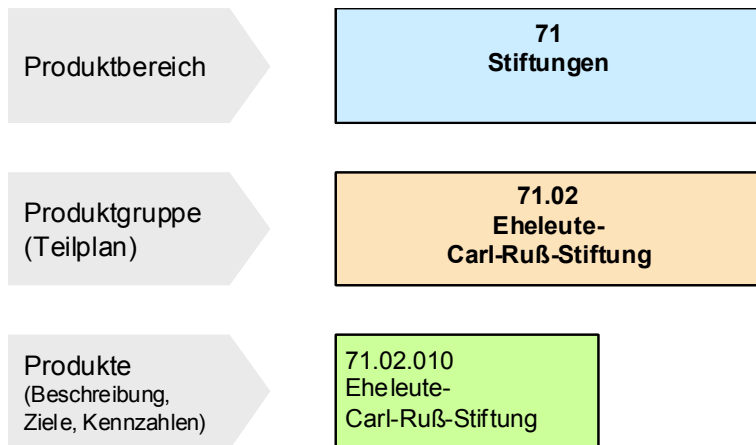 Produktbereich
71
Stiftungen
Produktgruppe
(Teilplan)
71.02
Eheleute-
Carl-Ruß-Stiftung
Produkte
(Beschreibung,
Ziele, Kennzahlen)
71.02.010
Eheleute-
Carl-Ruß-Stiftung